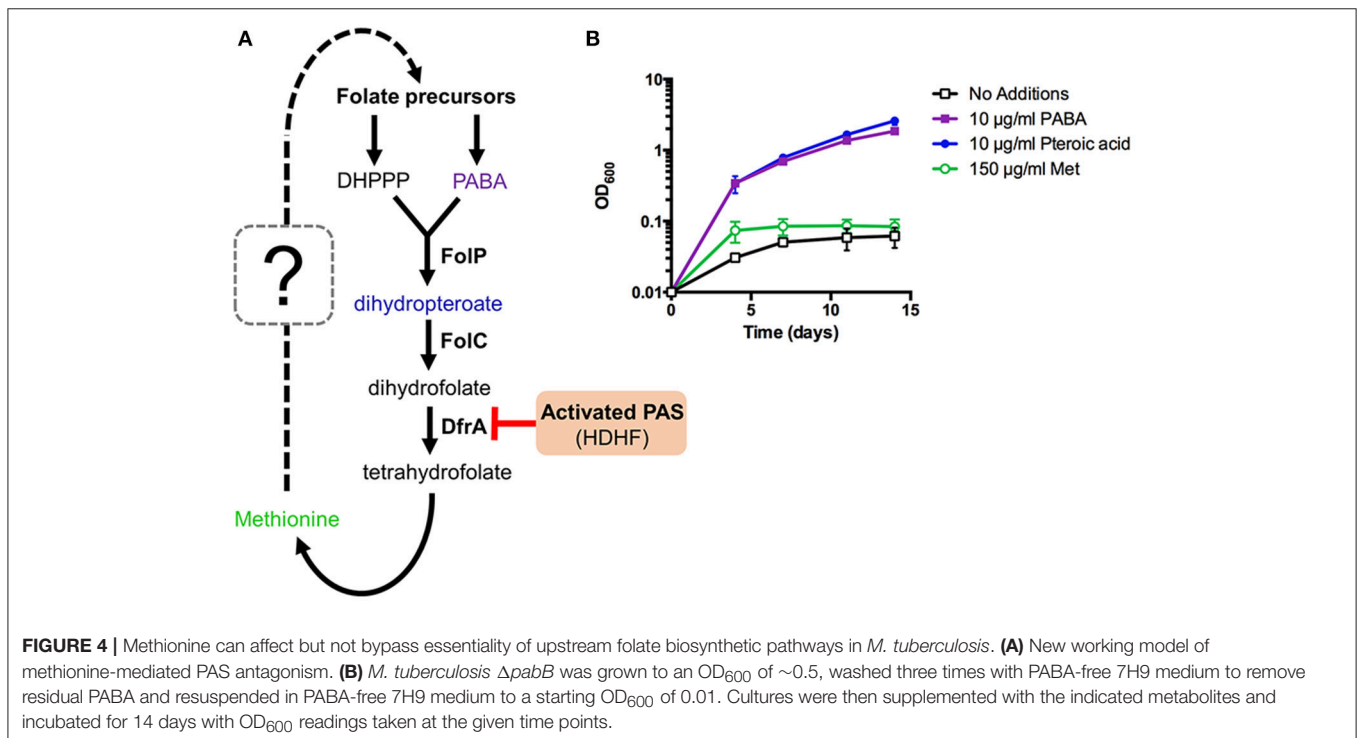 A
Folate precursors
DHPPP
PABA
FolP
?
dihydropteroate
FolC
dihydrofolate
DfrA
Activated PAS
(HDHF)
tetrahydrofolate
Methionine
B
10
1
0.1
0.01
OD600
0
5
10
15
Time (days)
No Additions
10 µg/ml PABA
10 µg/ml Pteroic acid
150 µg/ml Met
FIGURE 4 | Methionine can affect but not bypass essentiality of upstream folate biosynthetic pathways in M. tuberculosis. (A) New working model of
methionine-mediated PAS antagonism. (B) M. tuberculosis ΔpabB was grown to an OD600 of ~0.5, washed three times with PABA-free 7H9 medium to remove
residual PABA and resuspended in PABA-free 7H9 medium to a starting OD600 of 0.01. Cultures were then supplemented with the indicated metabolites and
incubated for 14 days with OD600 readings taken at the given time points.